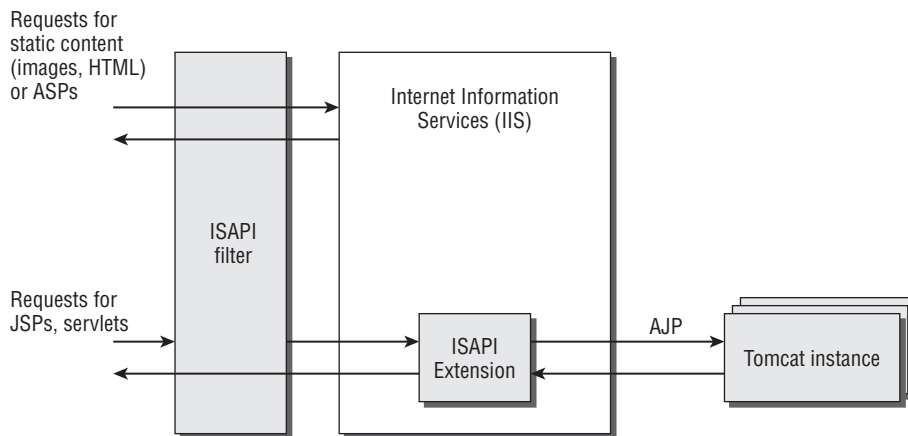 Requests for
static content
(images, HTML)
or ASPs
Internet Information
Services (IIS)
ISAPI
filter
Requests for
JSPs, servlets
ISAPI
Extension
AJP
Tomcat instance